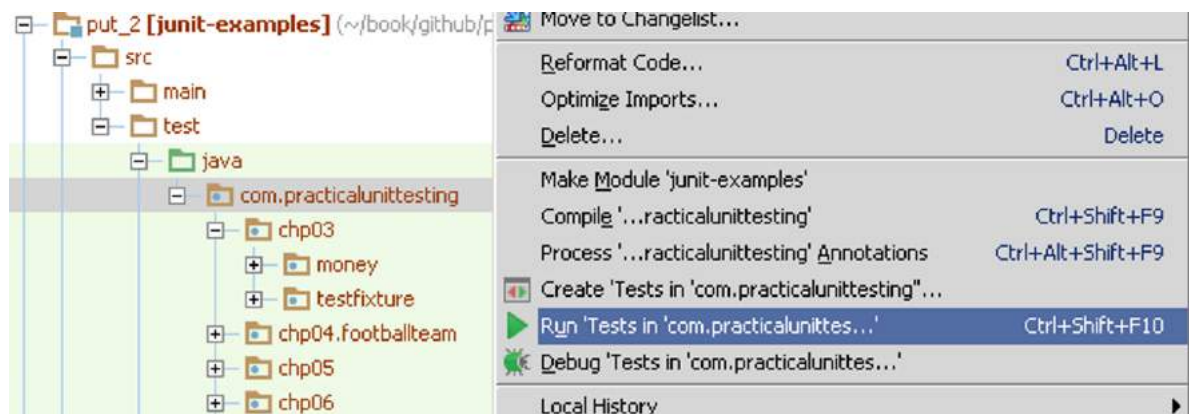 put_2 [junit-examples] (~/book/github/p
src
main
test
java
com.practicalunittesting
chp03
money
testfixture
chp04.footballteam
chp05
chp06
Move to Changelist...
Reformat Code... Ctrl+Alt+L
Optimize Imports... Ctrl+Alt+O
Delete... Delete
Make Module 'junit-examples'
Compile '...racticalunittesting' Ctrl+Shift+F9
Process '...racticalunittesting' Annotations Ctrl+Alt+Shift+F9
Create 'Tests in 'com.practicalunittesting''...
Run 'Tests in 'com.practicalunittes...' Ctrl+Shift+F10
Debug 'Tests in 'com.practicalunittes...'
Local History